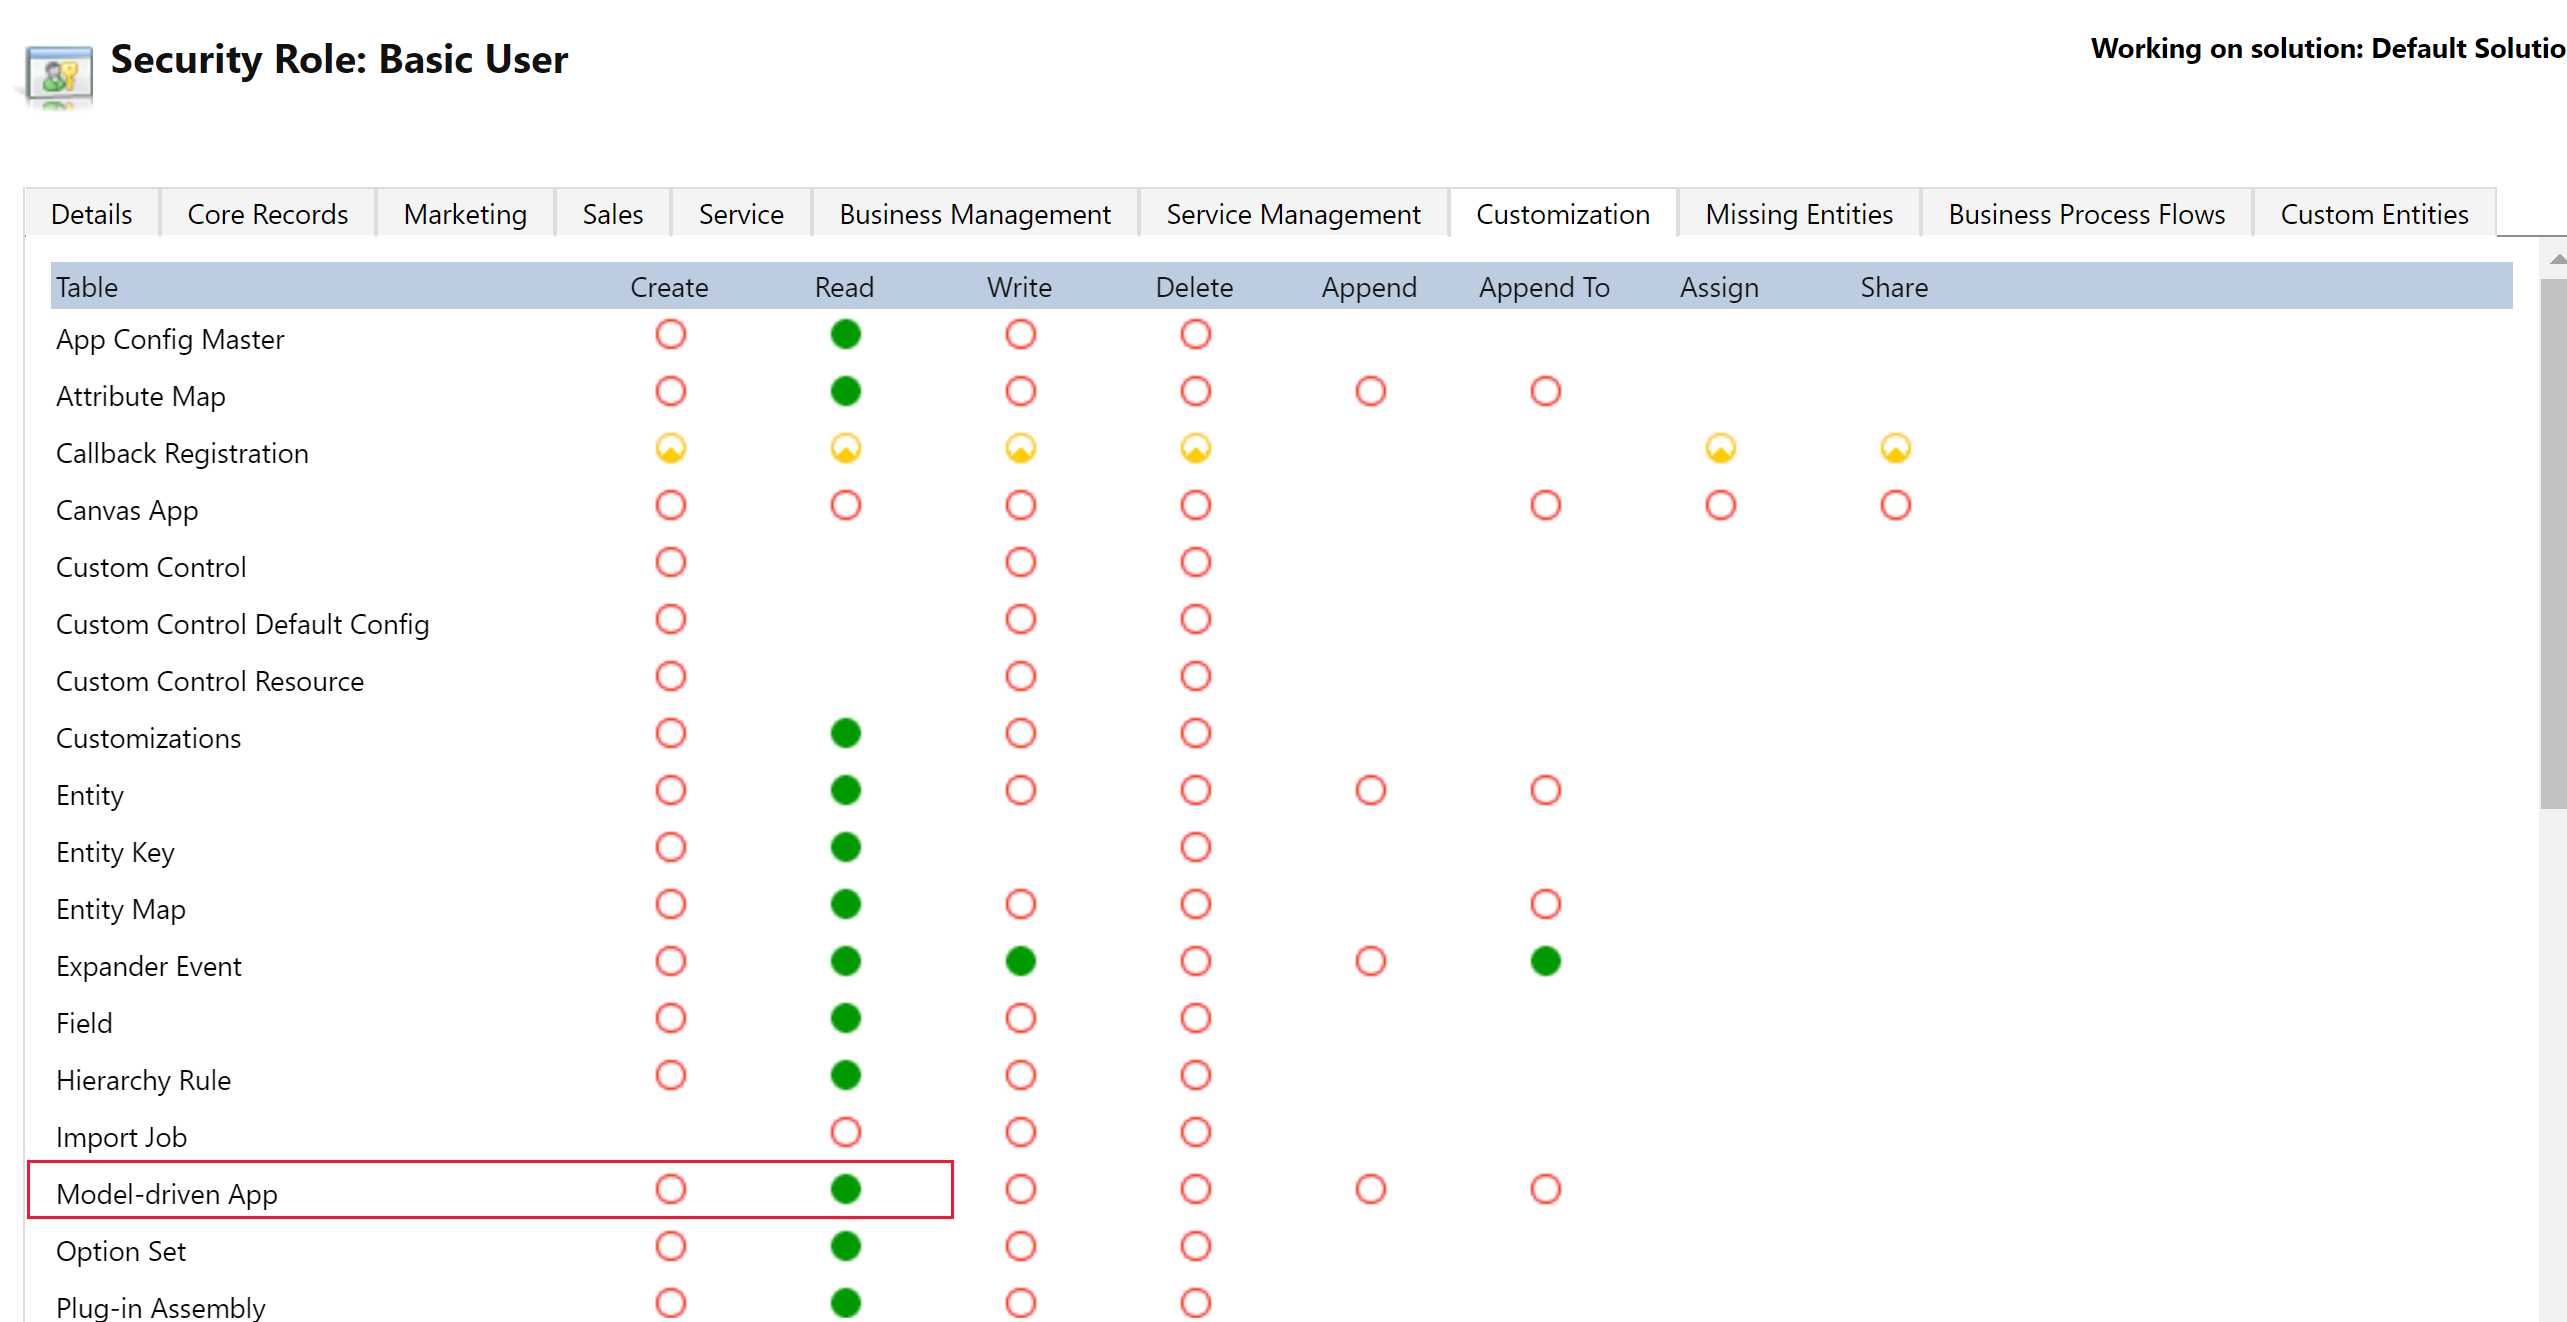 Security Role: Basic User
Working on solution: Default Solutio
Details Core Records Marketing Sales Service Business Management Service Management Customization Missing Entities Business Process Flows Custom Entities
Table Create Read Write Delete Append Append To Assign Share
App Config Master
Attribute Map
Callback Registration
Canvas App
Custom Control
Custom Control Default Config
Custom Control Resource
Customizations
Entity
Entity Key
Entity Map
Expander Event
Field
Hierarchy Rule
Import Job
Model-driven App
Option Set
Plug-in Assembly